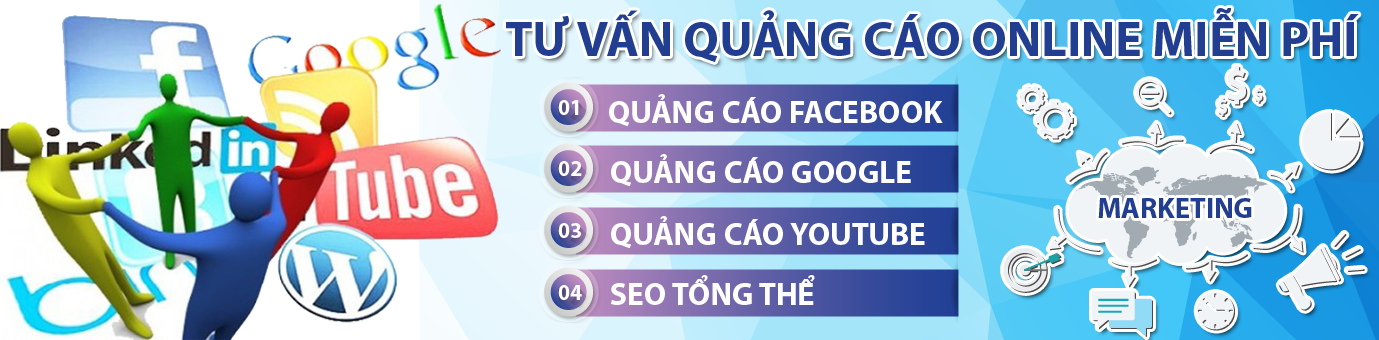 Google
TƯ VẤN QUẢNG CÁO ONLINE MIỄN PHÍ
f
01 QUẢNG CÁO FACEBOOK
Linked in
02 QUẢNG CÁO GOOGLE
Tube
MARKETING
03 QUẢNG CÁO YOUTUBE
W
04 SEO TỔNG THỂ